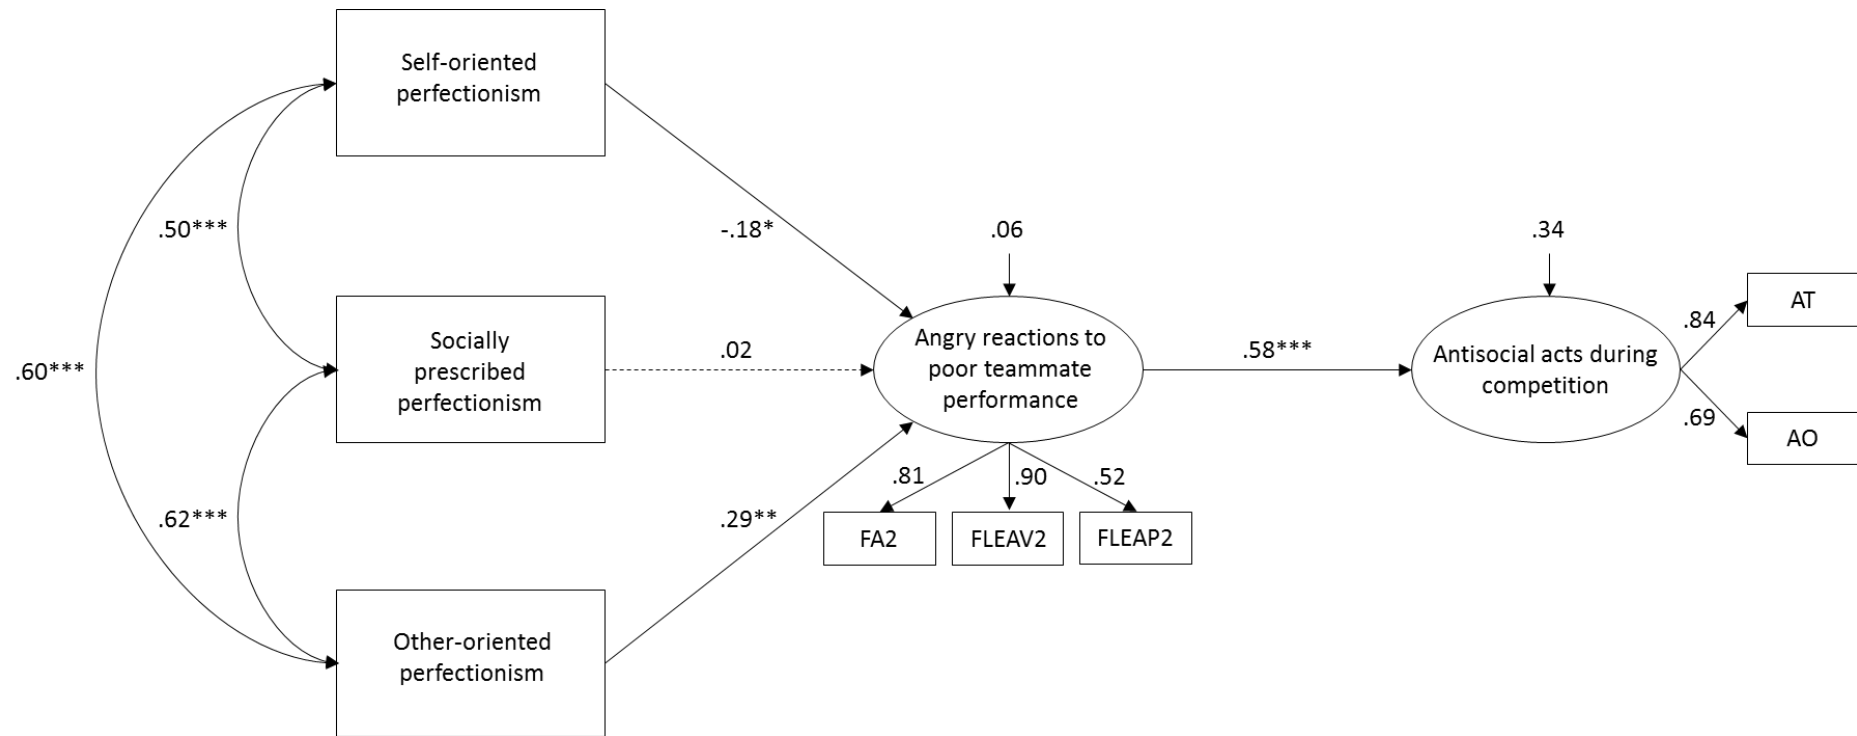 Self-oriented
perfectionism
.50***
-.18*
.06
.34
AT
.84
Socially
prescribed
perfectionism
.60***
.02
Angry reactions to
poor teammate
performance
.58***
Antisocial acts during
competition
.69
AO
.81
.90
.52
.62***
.29**
FA2
FLEAV2
FLEAP2
Other-oriented
perfectionism